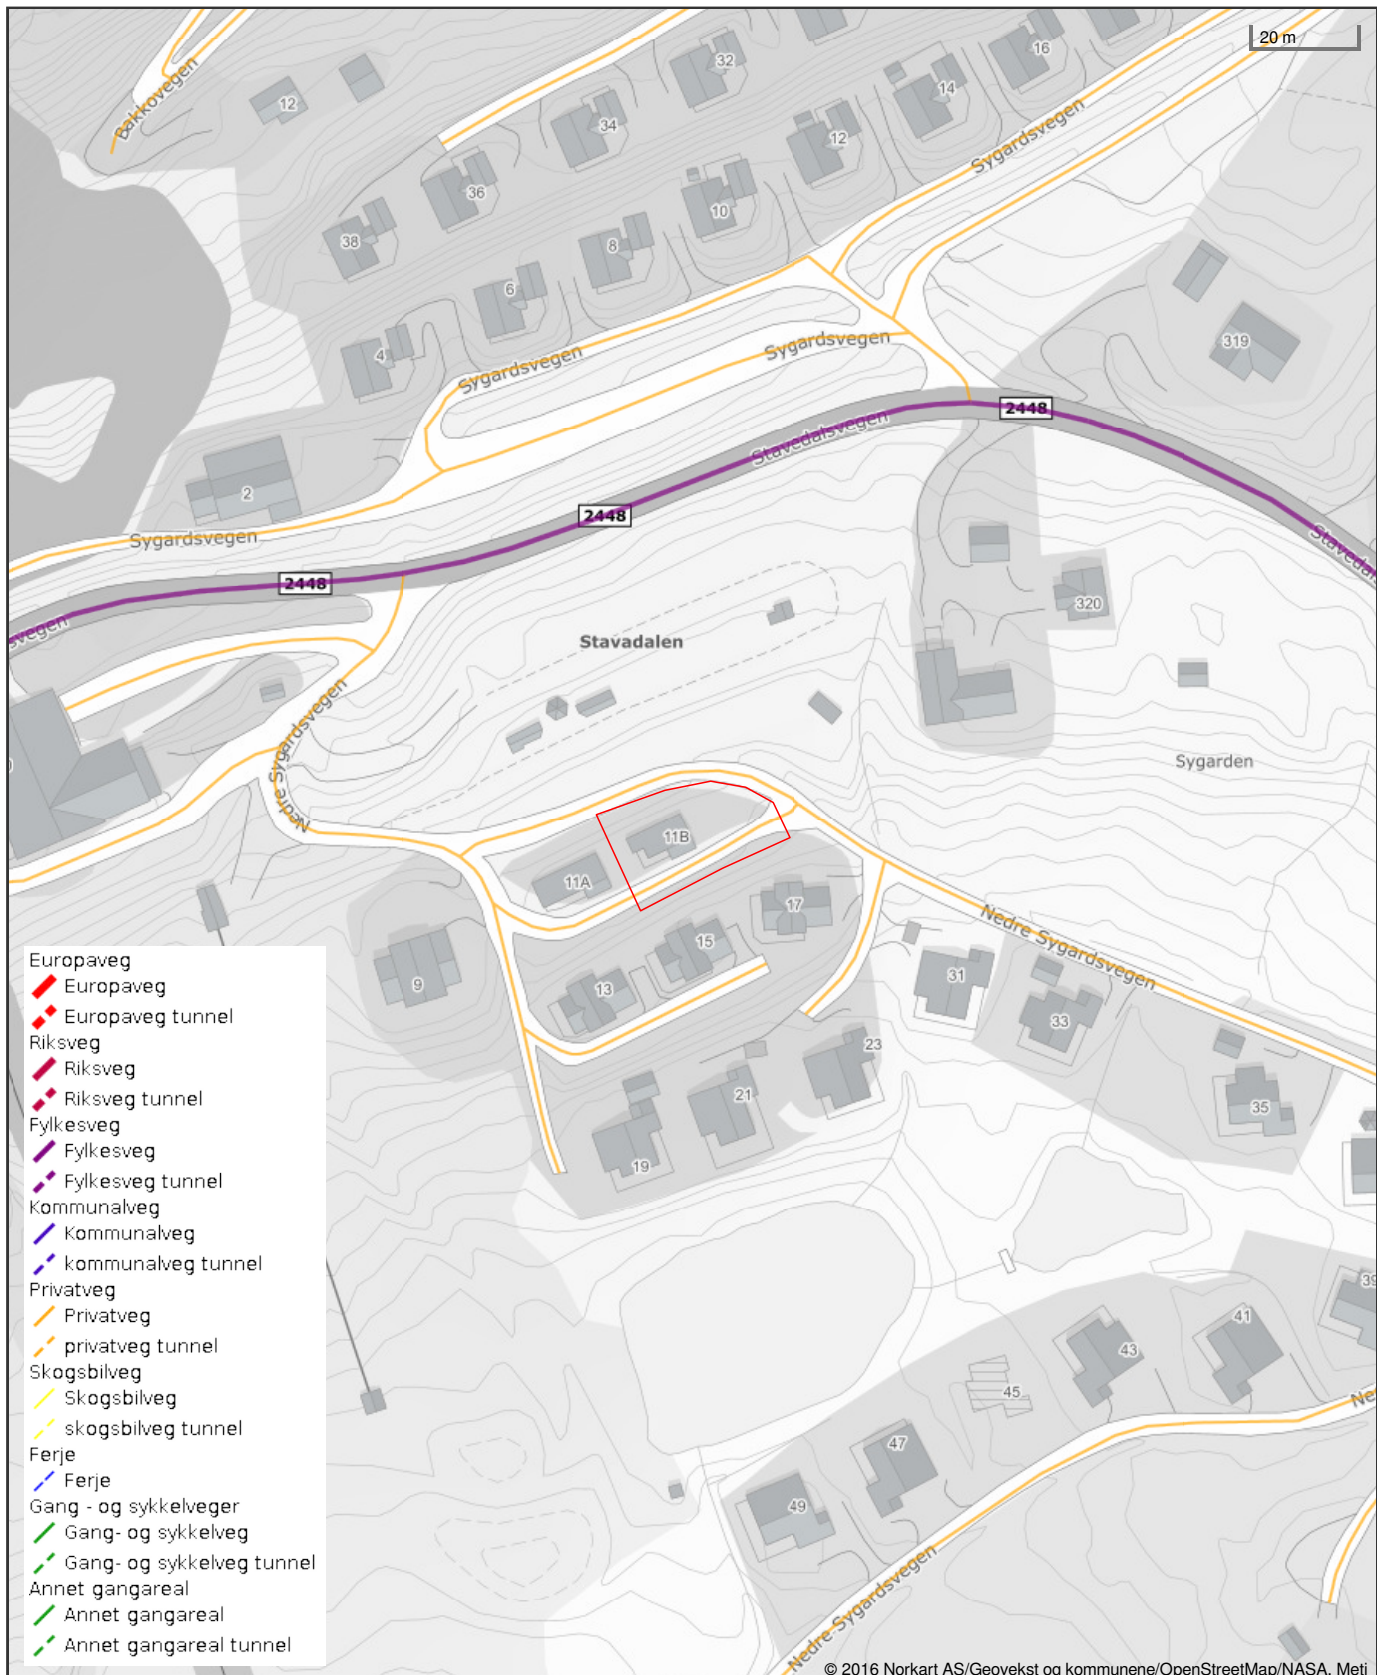 20 m
16
32
14
Bakkovegen
12
34
12
Sygardsvegen
36
10
38
8
6
319
4
Sygardsvegen
Sygardsvegen
2448
Stavedalsvegen
2
2448
Sygardsvegen
2448
320
svegen
Stavadalen
Nedre Sygardsvegen
Sygarden
11B
11A
17
Nedre Sygardsvegen
15
31
9
13
33
23
21
35
19
39
41
43
45
47
49
Nedre Sygardsvegen
Europaveg
Europaveg
Europaveg tunnel
Riksveg
Riksveg
Riksveg tunnel
Fylkesveg
Fylkesveg
Fylkesveg tunnel
Kommunalveg
Kommunalveg
kommunalveg tunnel
Privatveg
Privatveg
privatveg tunnel
Skogsbilveg
Skogsbilveg
skogsbilveg tunnel
Ferje
Ferje
Gang - og sykkelveger
Gang- og sykkelveg
Gang- og sykkelveg tunnel
Annet gangareal
Annet gangareal
Annet gangareal tunnel
© 2016 Norkart AS/Geovekst og kommunene/OpenStreetMap/NASA, Meti